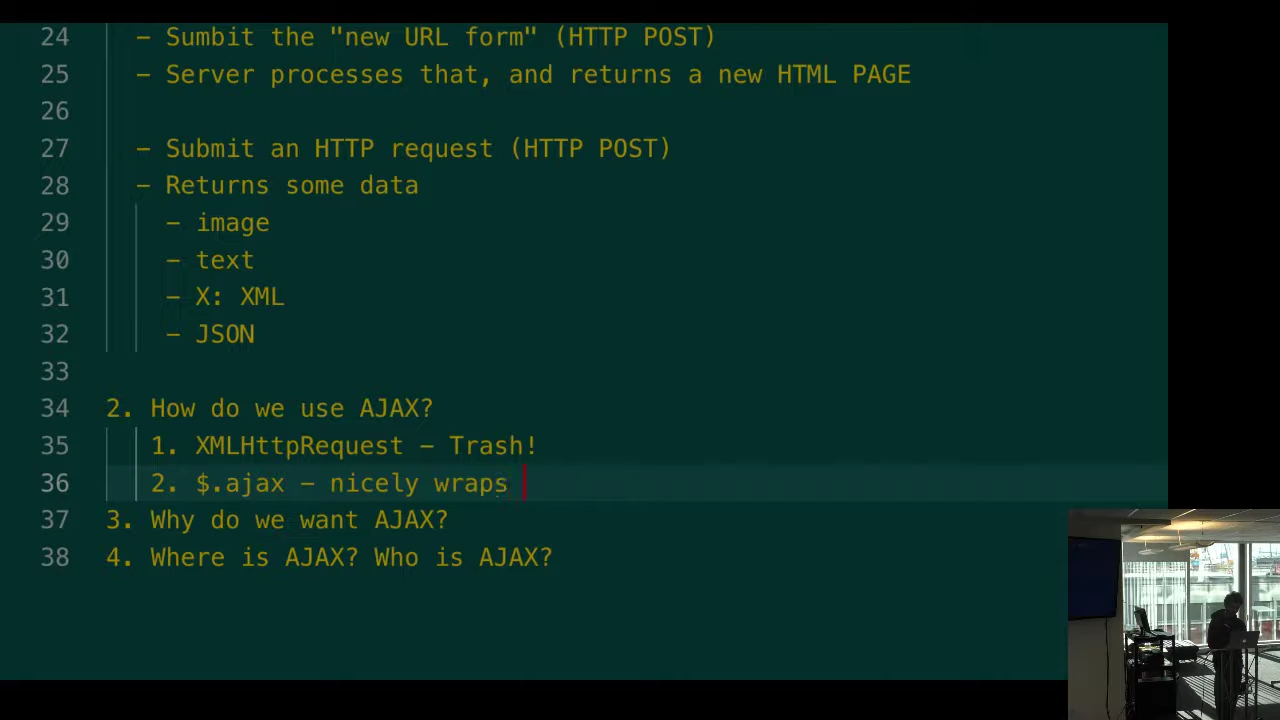 24 - Sumbit the "new URL form" (HTTP POST)
25 - Server processes that, and returns a new HTML PAGE
26
27 - Submit an HTTP request (HTTP POST)
28 - Returns some data
29 - image
30 - text
31 - X: XML
32 - JSON
33
34 2. How do we use AJAX?
35 1. XMLHttpRequest - Trash!
36 2. $.ajax - nicely wraps
37 3. Why do we want AJAX?
38 4. Where is AJAX? Who is AJAX?